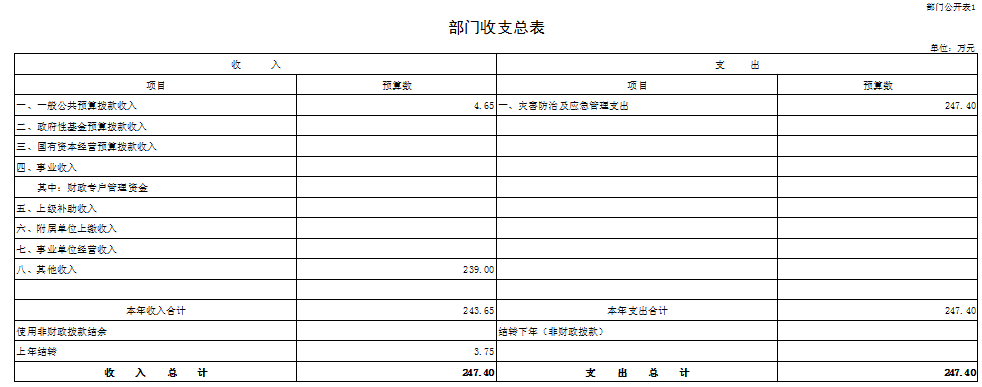 部门公开表1
部门收支总表
单位：万元
收 入 支 出
项目 预算数 项目 预算数
一、一般公共预算拨款收入 4.65 一、灾害防治及应急管理支出 247.40
二、政府性基金预算拨款收入
三、国有资本经营预算拨款收入
四、事业收入
其中：财政专户管理资金
五、上级补助收入
六、附属单位上缴收入
七、事业单位经营收入
八、其他收入 239.00
本年收入合计 243.65 本年支出合计 247.40
使用非财政拨款结余 结转下年（非财政拨款）
上年结转 3.75
收 入 总 计 247.40 支 出 总 计 247.40